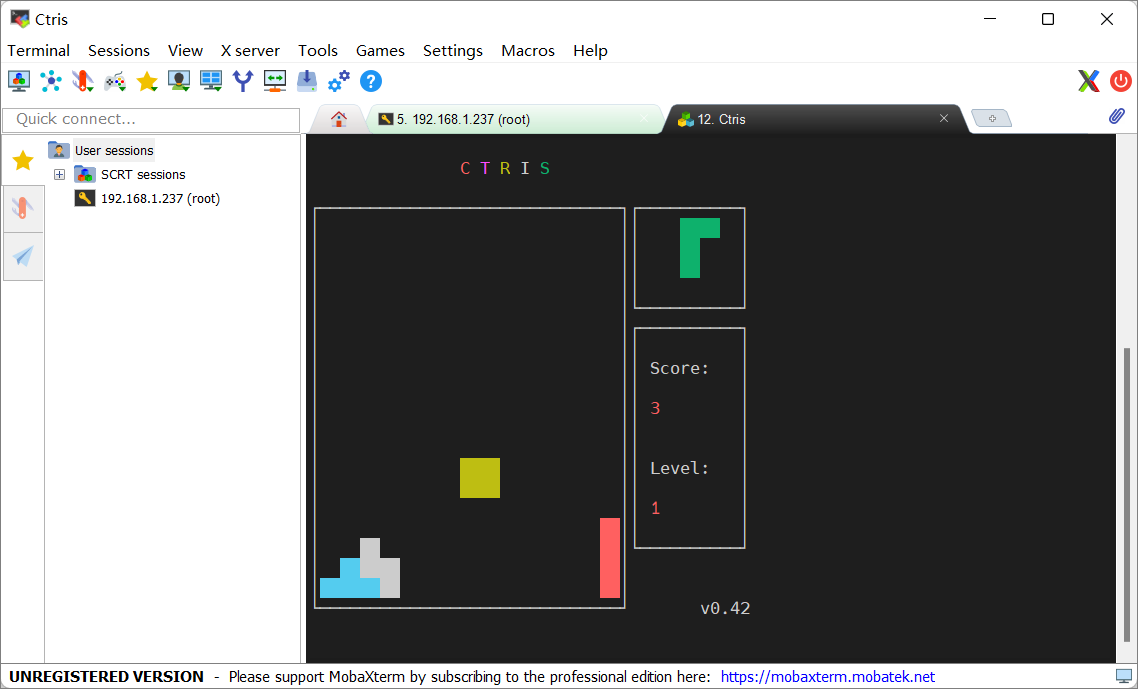 Ctris
Terminal Sessions View X server Tools Games Settings Macros Help
Quick connect...
5. 192.168.1.237 (root)
12. Ctris
User sessions
SCRT sessions
192.168.1.237 (root)
C T R I S
Score:
3
Level:
1
v0.42
UNREGISTERED VERSION - Please support MobaXterm by subscribing to the professional edition here: https://mobaxterm.mobatek.net